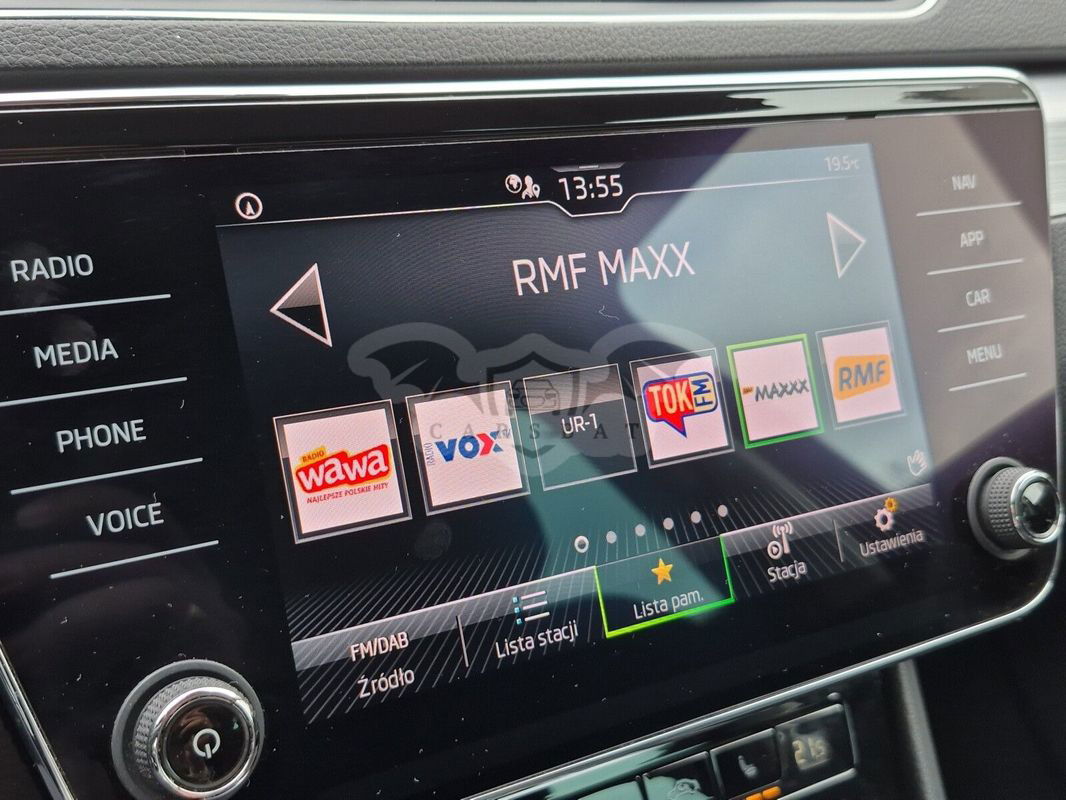 13:55
19.5°C
RADIO
MEDIA
PHONE
VOICE
NAV
APP
CAR
MENU
RMF MAXX
RADIO
wawa
NAJLEPSZE POLSKIE HITY
RADIO
VOX
UR-1
TOK
FM
MAXXX
RMF
CARSBAT
FM/DAB
Źródło
Lista stacji
Lista pam.
Stacja
Ustawienia